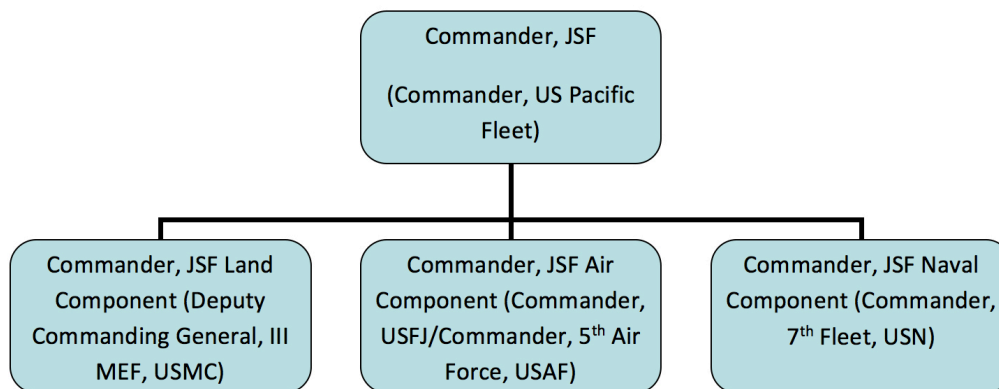 Commander, JSF
(Commander, US Pacific
Fleet)
Commander, JSF Land
Component (Deputy
Commanding General, III
MEF, USMC)
Commander, JSF Air
Component (Commander,
USFJ/Commander, 5th Air
Force, USAF)
Commander, JSF Naval
Component (Commander,
7th Fleet, USN)